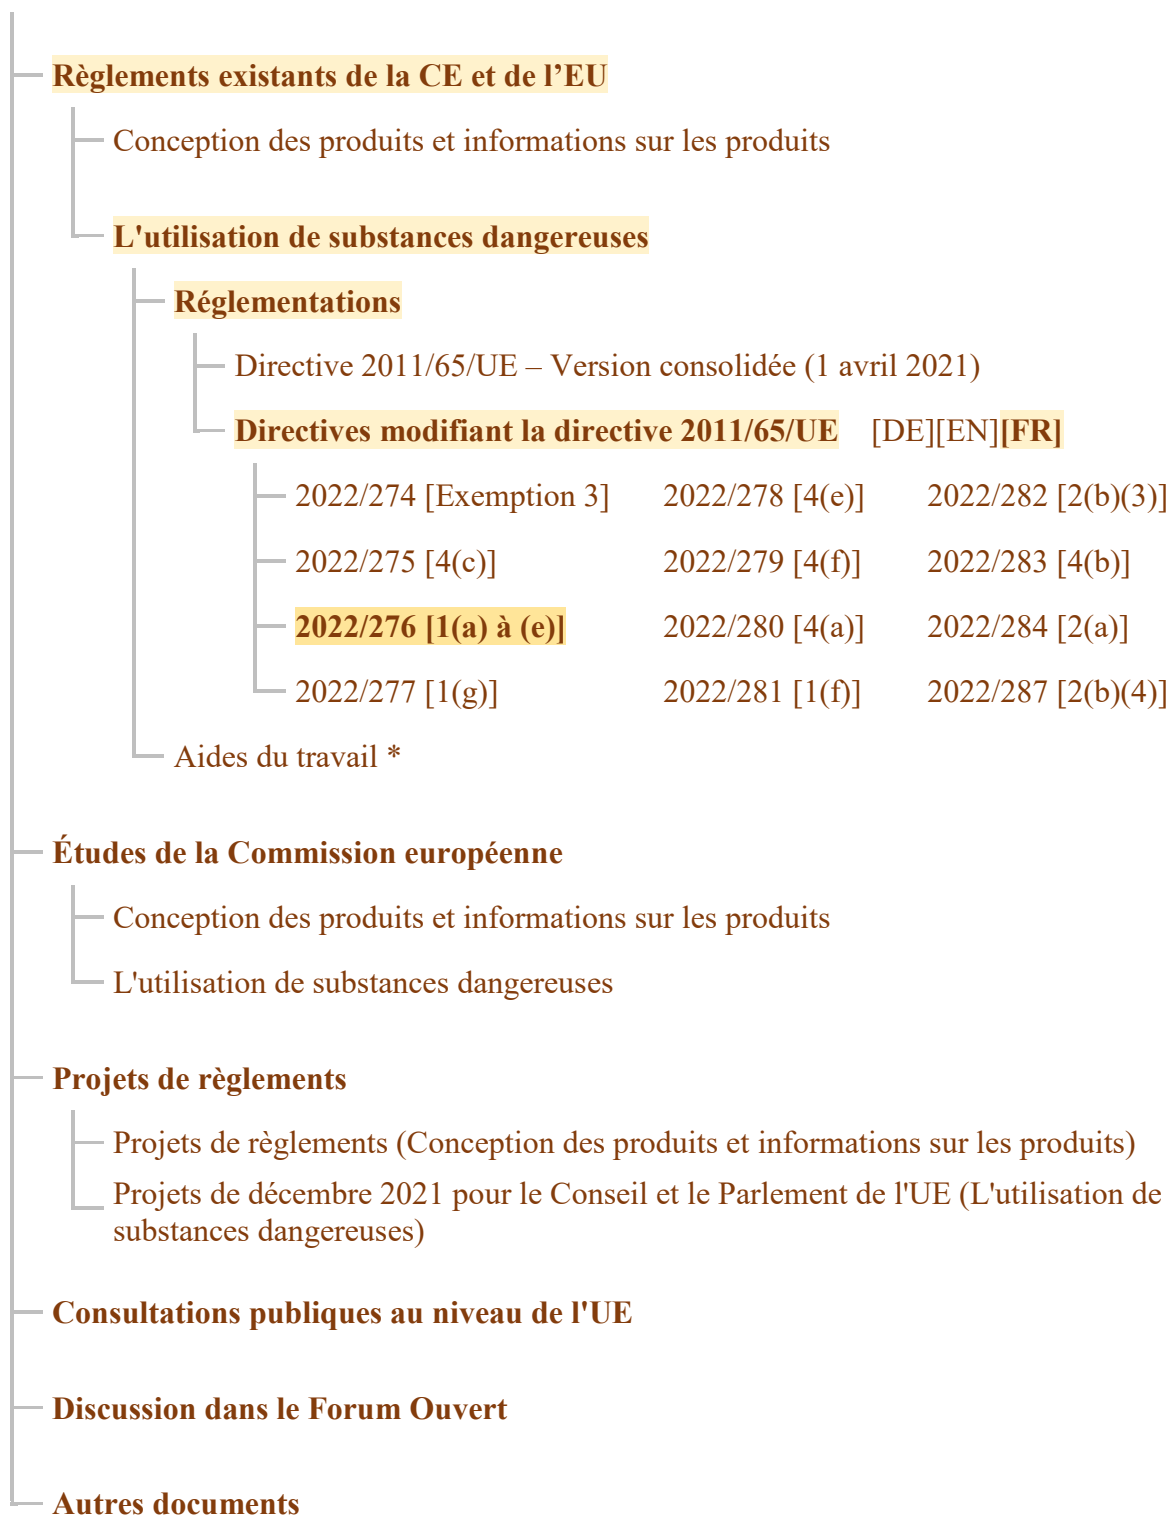 Règlements existants de la CE et de l’EU
Conception des produits et informations sur les produits
L'utilisation de substances dangereuses
Réglementations
Directive 2011/65/UE – Version consolidée (1 avril 2021)
Directives modifiant la directive 2011/65/UE [DE][EN][FR]
2022/274 [Exemption 3] 2022/278 [4(e)] 2022/282 [2(b)(3)]
2022/275 [4(c)] 2022/279 [4(f)] 2022/283 [4(b)]
2022/276 [1(a) à (e)] 2022/280 [4(a)] 2022/284 [2(a)]
2022/277 [1(g)] 2022/281 [1(f)] 2022/287 [2(b)(4)]
Aides du travail *
Études de la Commission européenne
Conception des produits et informations sur les produits
L'utilisation de substances dangereuses
Projets de règlements
Projets de règlements (Conception des produits et informations sur les produits)
Projets de décembre 2021 pour le Conseil et le Parlement de l'UE (L'utilisation de
substances dangereuses)
Consultations publiques au niveau de l'UE
Discussion dans le Forum Ouvert
Autres documents